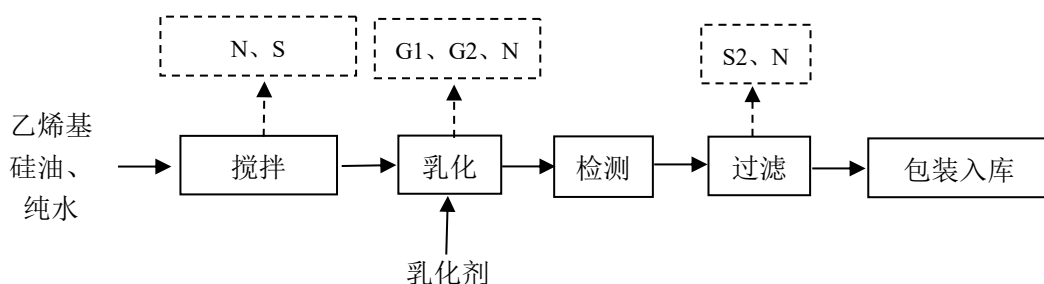 N、S
G1、G2、N
S2、N
乙烯基
硅油、
纯水
搅拌
乳化
检测
过滤
包装入库
乳化剂